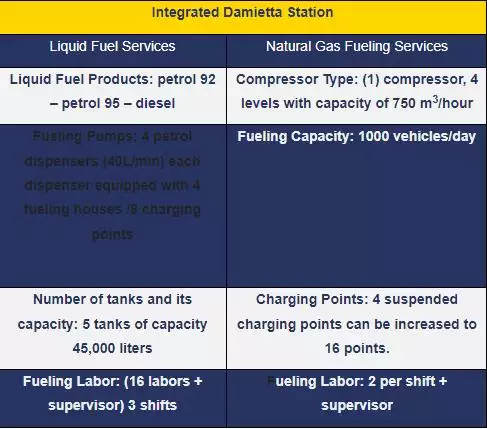 Integrated Damietta Station
Liquid Fuel Services
Natural Gas Fueling Services
Liquid Fuel Products: petrol 92
– petrol 95 – diesel
Compressor Type: (1) compressor, 4
levels with capacity of 750 m³/hour
Fueling Pumps: 4 petrol
dispensers (40L/min) each
dispenser equipped with 4
fueling houses /8 charging
points
Fueling Capacity: 1000 vehicles/day
Number of tanks and its
capacity: 5 tanks of capacity
45,000 liters
Charging Points: 4 suspended
charging points can be increased to
16 points.
Fueling Labor: (16 labors +
supervisor) 3 shifts
Fueling Labor: 2 per shift +
supervisor